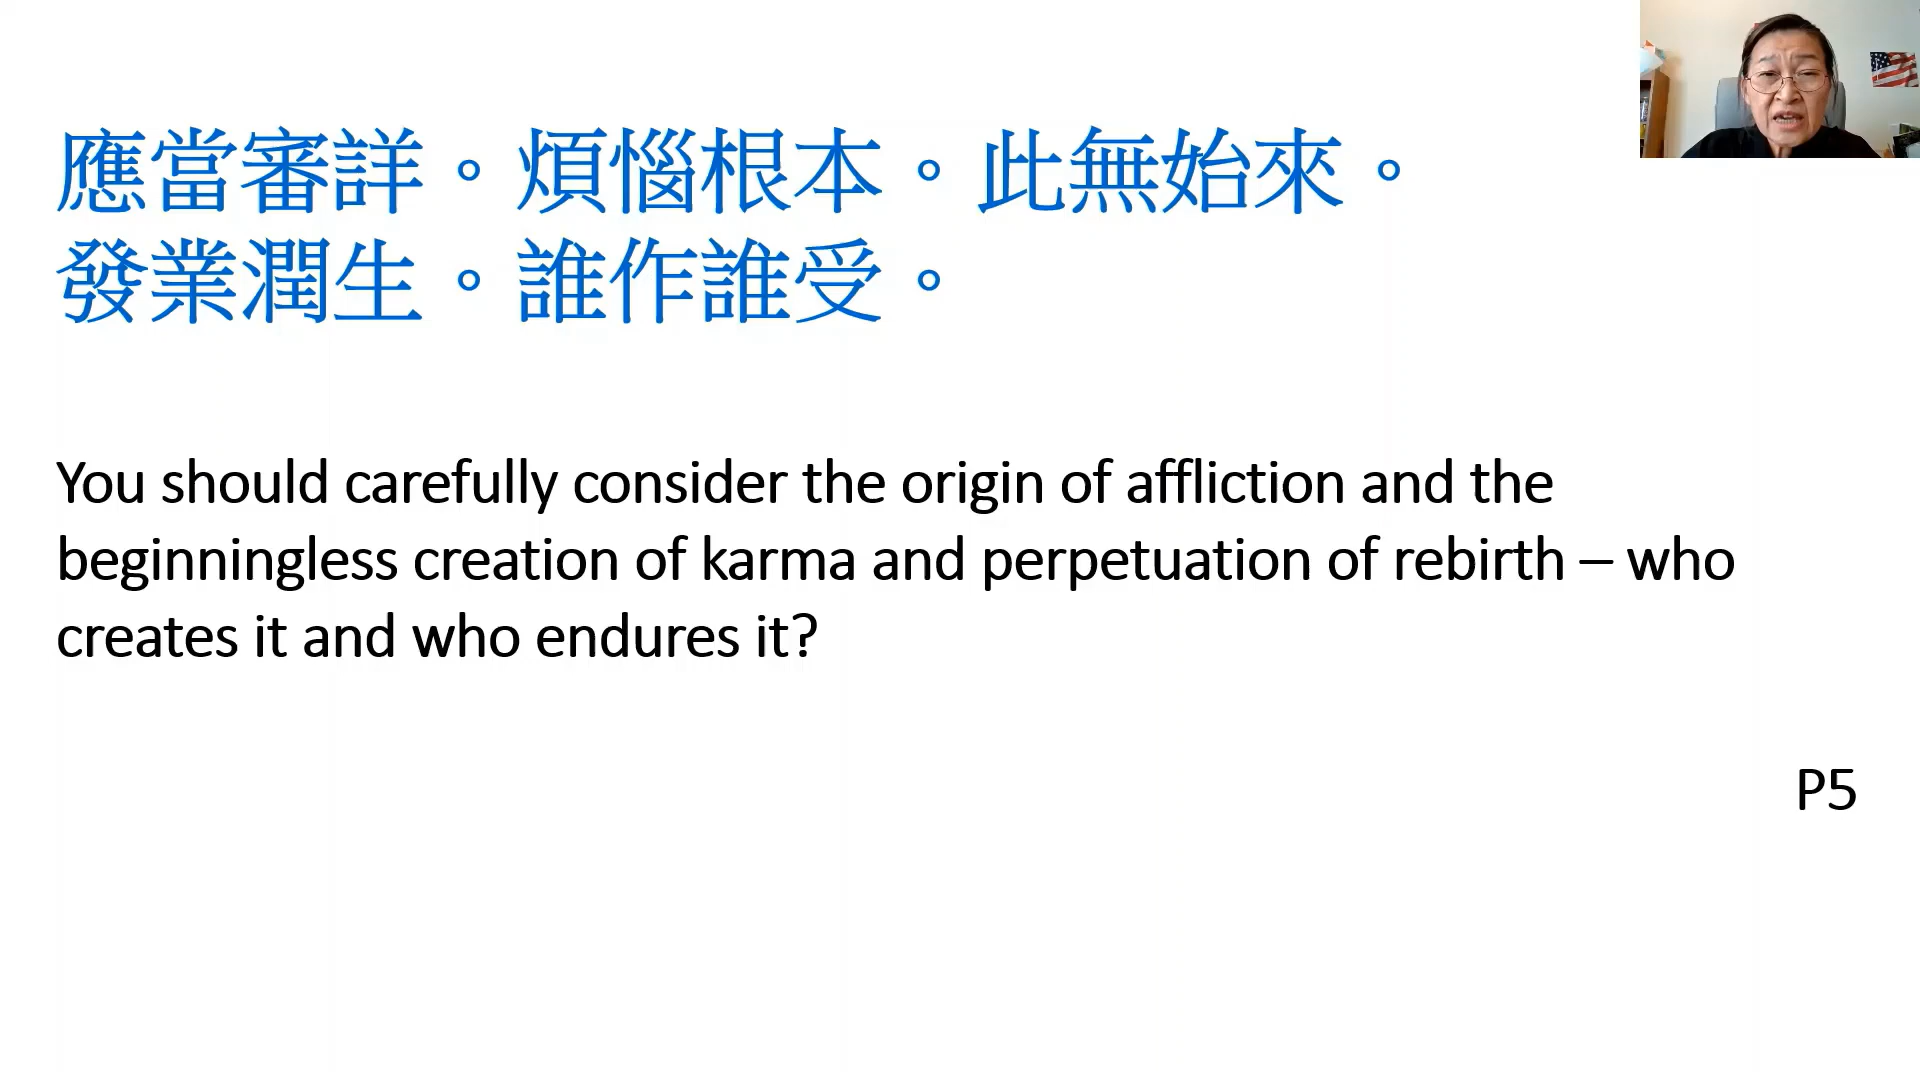 應當審詳。煩惱根本。此無始來。
發業潤生。誰作誰受。
You should carefully consider the origin of affliction and the
beginningless creation of karma and perpetuation of rebirth – who
creates it and who endures it?
P5